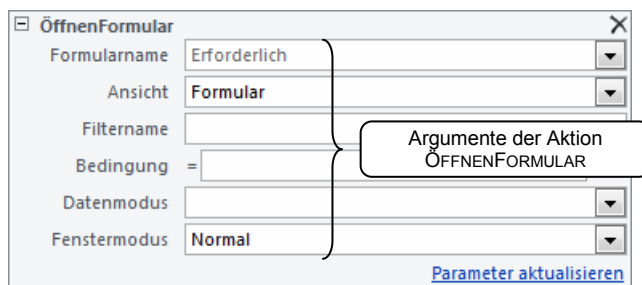 ÖffnenFormular
Formularname Erforderlich
Ansicht Formular
Filtername
Argumente der Aktion
ÖFFNENFORMULAR
Bedingung =
Datenmodus
Fenstermodus Normal
Parameter aktualisieren